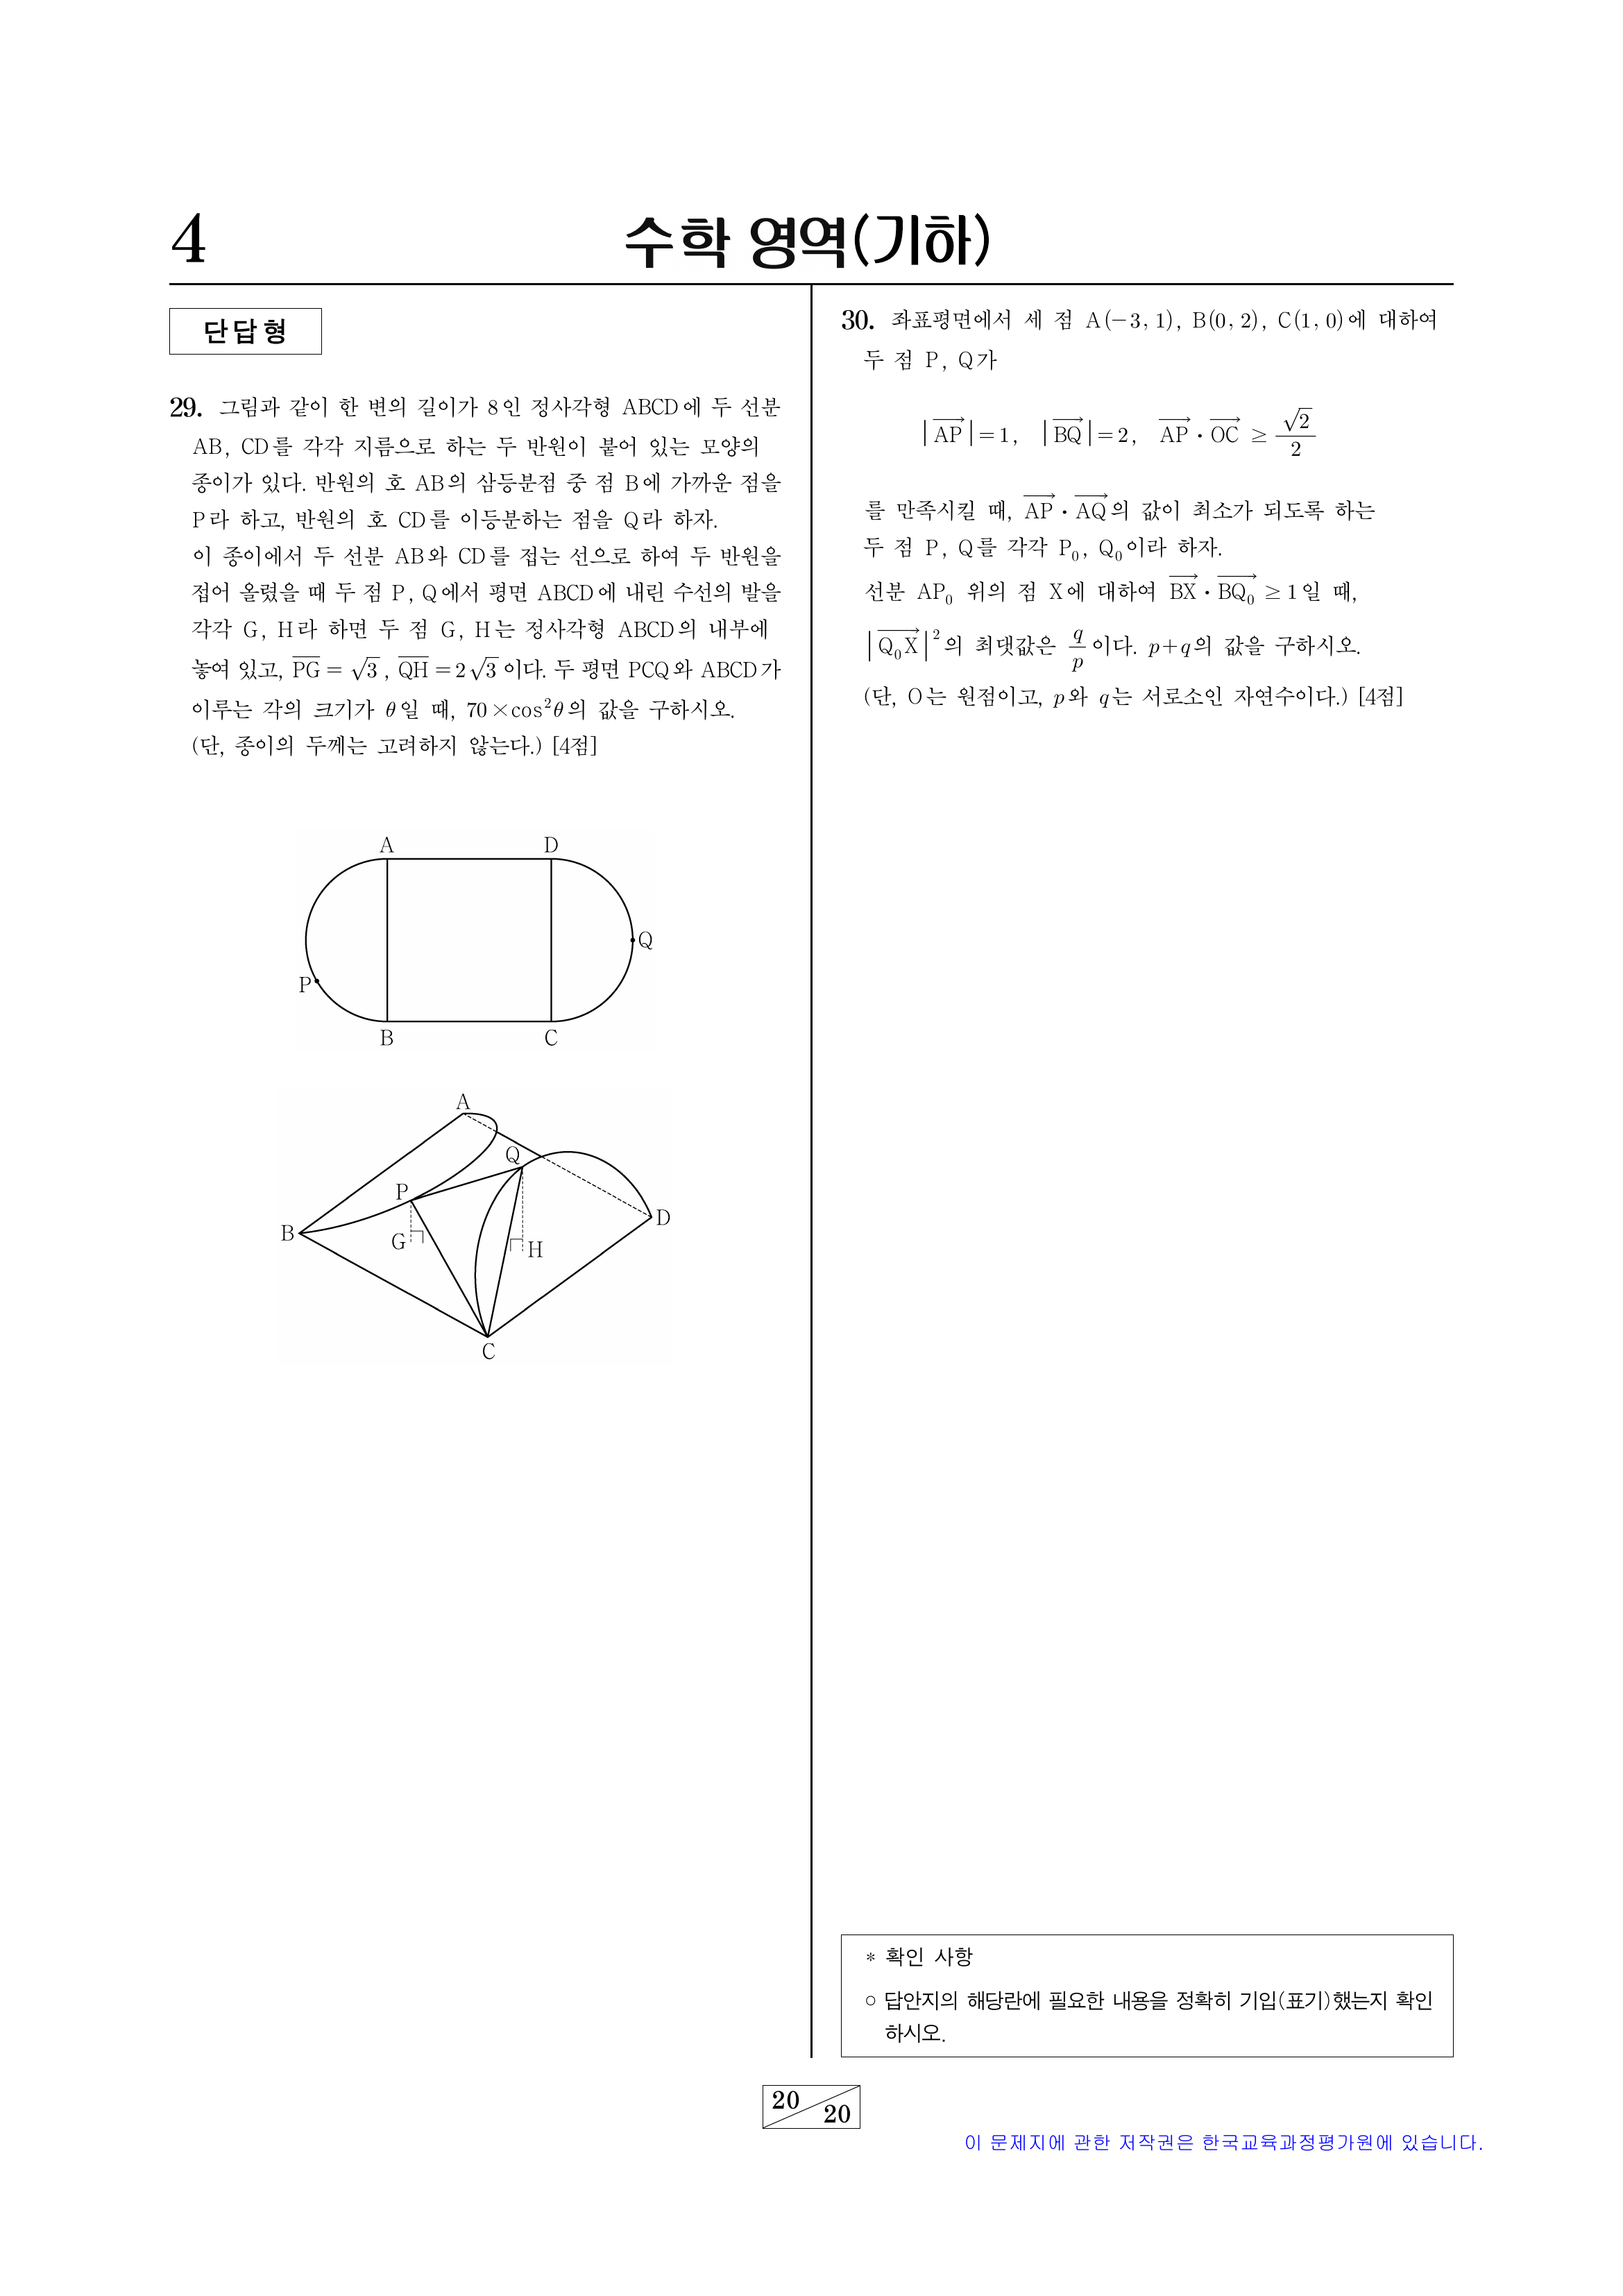 4
수학 영역(기하)
단답형
29. 그림과 같이 한 변의 길이가 8인 정사각형 ABCD에 두 선분
AB, CD를 각각 지름으로 하는 두 반원이 붙어 있는 모양의
종이가 있다. 반원의 호 AB의 삼등분점 중 점 B에 가까운 점을
P라 하고, 반원의 호 CD를 이등분하는 점을 Q라 하자.
이 종이에서 두 선분 AB와 CD를 접는 선으로 하여 두 반원을
접어 올렸을 때 두 점 P, Q에서 평면 ABCD에 내린 수선의 발을
각각 G, H라 하면 두 점 G, H는 정사각형 ABCD의 내부에
놓여 있고, $\overline{PG}=\sqrt{3}$, $\overline{QH}=2\sqrt{3}$이다. 두 평면 PCQ와 ABCD가
이루는 각의 크기가 θ일 때, 70×cos²θ의 값을 구하시오.
(단, 종이의 두께는 고려하지 않는다.) [4점]
A D
Q
P
B C
A
Q
P
B G H D
C
30. 좌표평면에서 세 점 A(−3, 1), B(0, 2), C(1, 0)에 대하여
두 점 P, Q가
$|\overrightarrow{AP}|=1$, $|\overrightarrow{BQ}|=2$, $\overrightarrow{AP}\cdot\overrightarrow{OC}\geq\frac{\sqrt{2}}{2}$
를 만족시킬 때, $\overrightarrow{AP}\cdot\overrightarrow{AQ}$의 값이 최소가 되도록 하는
두 점 P, Q를 각각 P₀, Q₀이라 하자.
선분 AP₀ 위의 점 X에 대하여 $\overrightarrow{BX}\cdot\overrightarrow{BQ_0}\geq 1$일 때,
$|\overrightarrow{Q_0X}|^2$의 최댓값은 $\frac{q}{p}$이다. p+q의 값을 구하시오.
(단, O는 원점이고, p와 q는 서로소인 자연수이다.) [4점]
* 확인 사항
○ 답안지의 해당란에 필요한 내용을 정확히 기입(표기)했는지 확인
하시오.
20
20
이 문제지에 관한 저작권은 한국교육과정평가원에 있습니다.